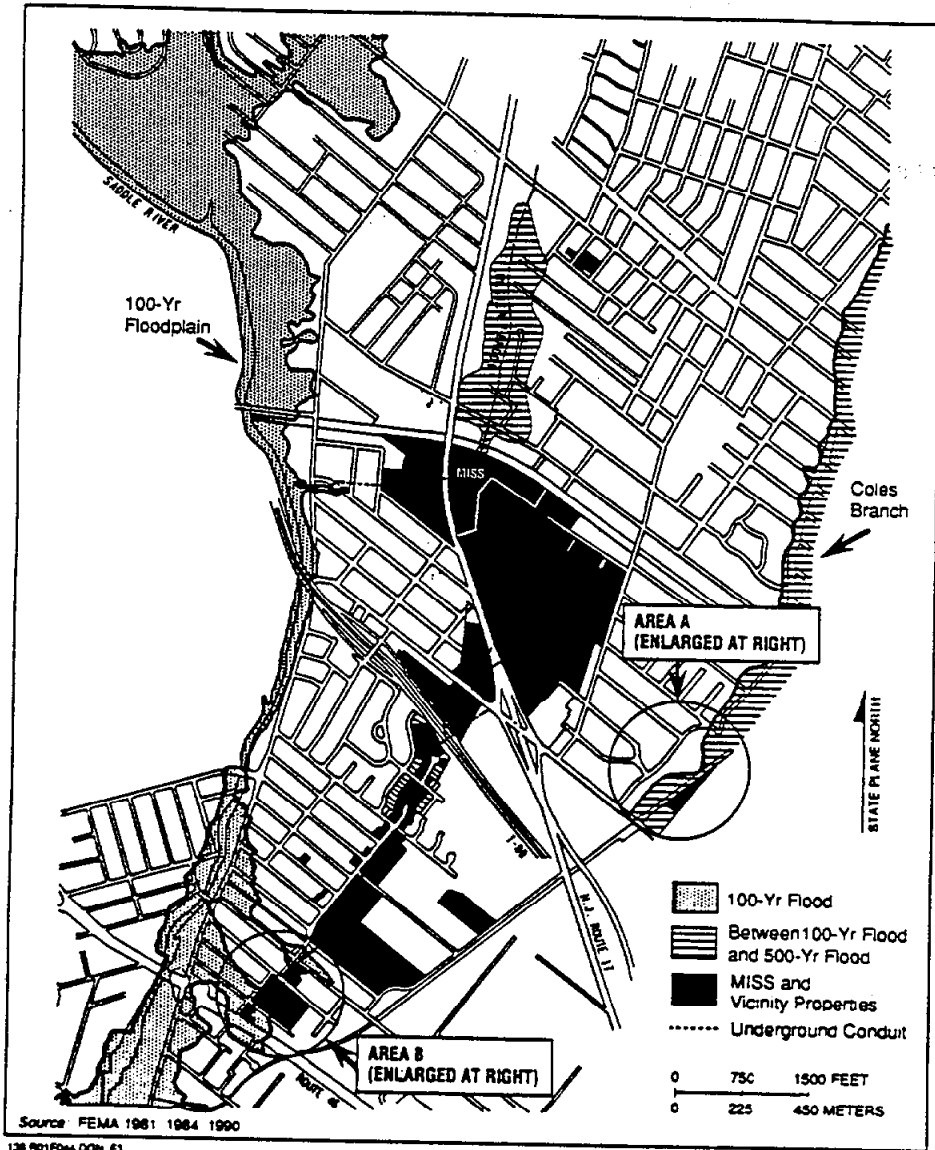 SADDLE RIVER
100-Yr
Floodplain
MISS
Coles
Branch
AREA A
(ENLARGED AT RIGHT)
STATE PLANE NORTH
I-80
N.J. ROUTE 17
100-Yr Flood
Between 100-Yr Flood
and 500-Yr Flood
MISS and
Vicinity Properties
Underground Conduit
AREA B
(ENLARGED AT RIGHT)
ROUTE 46
0 750 1500 FEET
0 225 450 METERS
Source: FEMA 1981 1984 1990